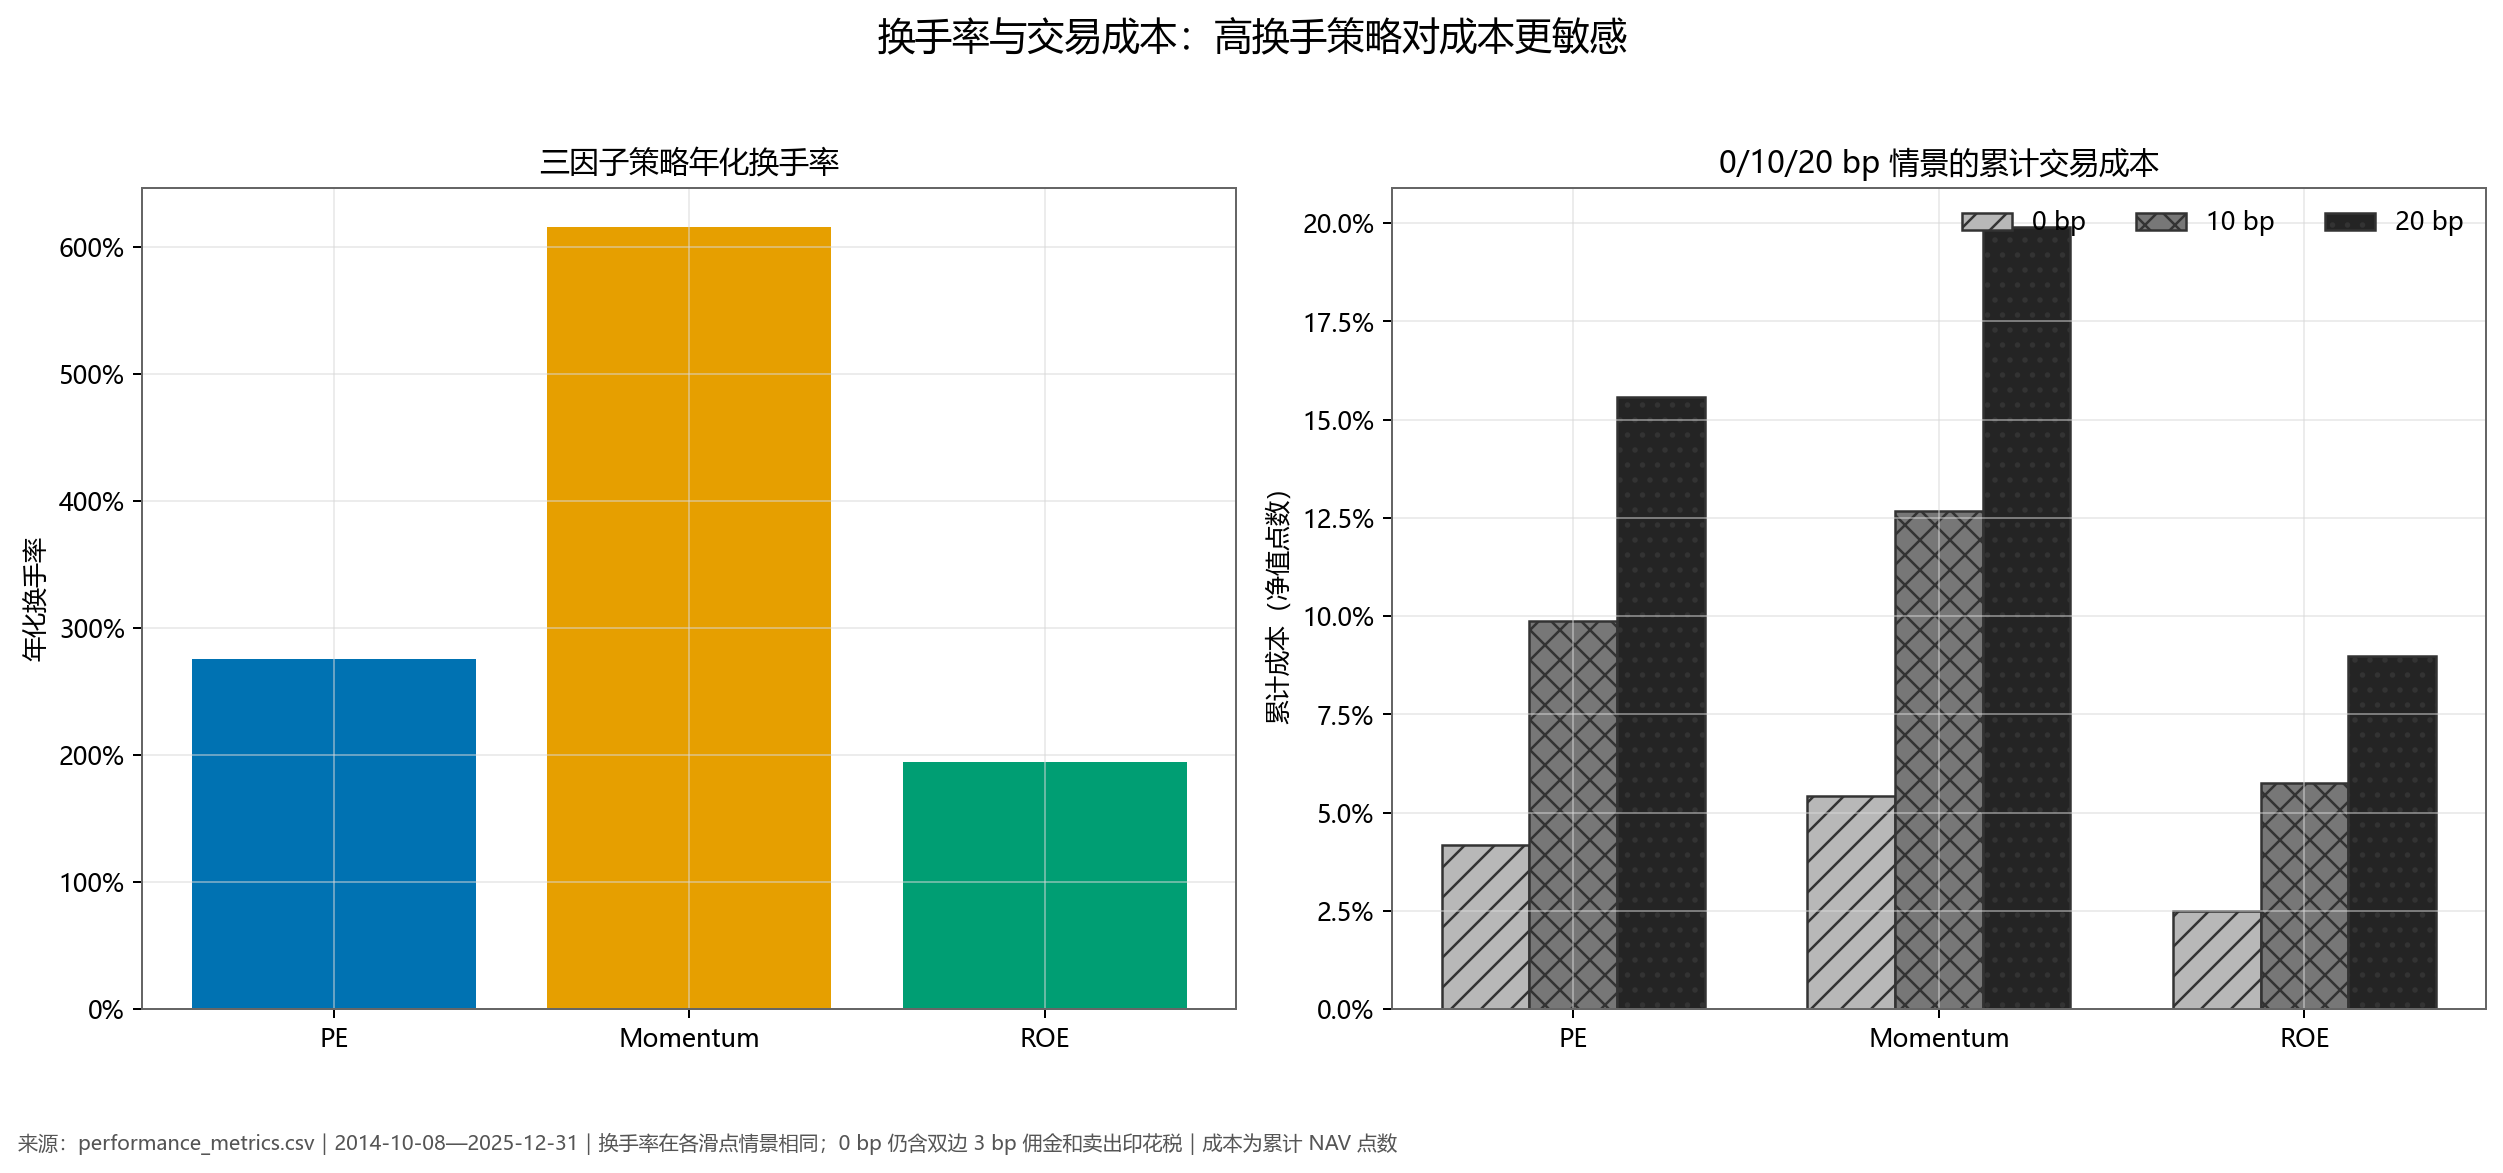 换手率与交易成本：高换手策略对成本更敏感
三因子策略年化换手率
年化换手率
600%
500%
400%
300%
200%
100%
0%
PE
Momentum
ROE
0/10/20 bp 情景的累计交易成本
0 bp
10 bp
20 bp
累计成本（净值点数）
20.0%
17.5%
15.0%
12.5%
10.0%
7.5%
5.0%
2.5%
0.0%
PE
Momentum
ROE
来源：performance_metrics.csv | 2014-10-08—2025-12-31 | 换手率在各滑点情景相同；0 bp 仍含双边 3 bp 佣金和卖出印花税 | 成本为累计 NAV 点数